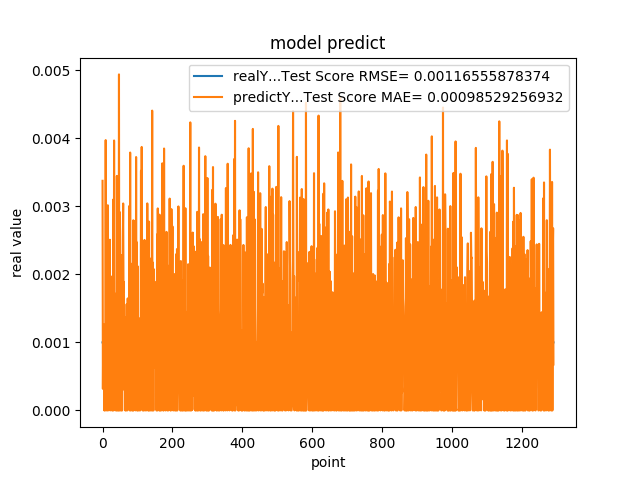 model predict
realY...Test Score RMSE= 0.00116555878374
predictY...Test Score MAE= 0.00098529256932
real value
0.005
0.004
0.003
0.002
0.001
0.000
0 200 400 600 800 1000 1200
point